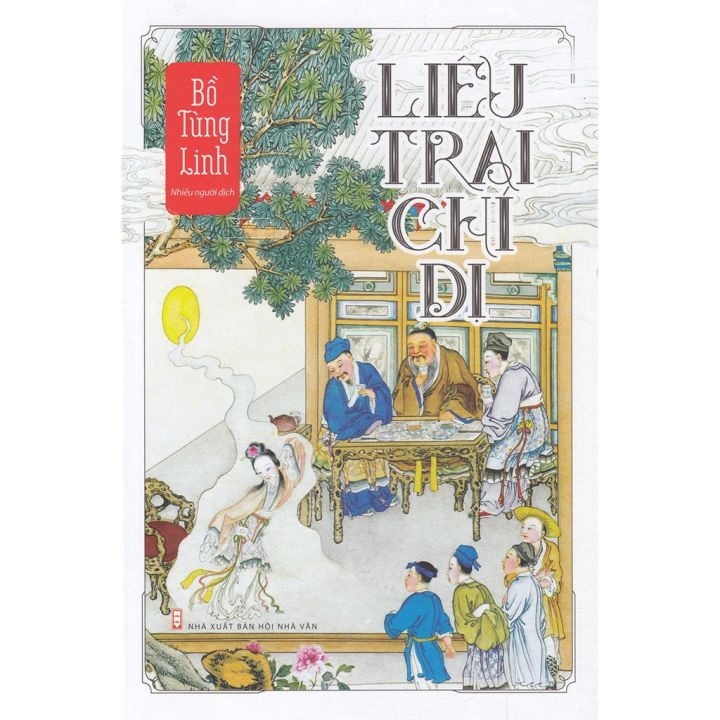 Bồ
Tùng
Linh
Nhiều người dịch
LIÊU
TRAI
CHÍ
DỊ
NHÀ XUẤT BẢN HỘI NHÀ VĂN